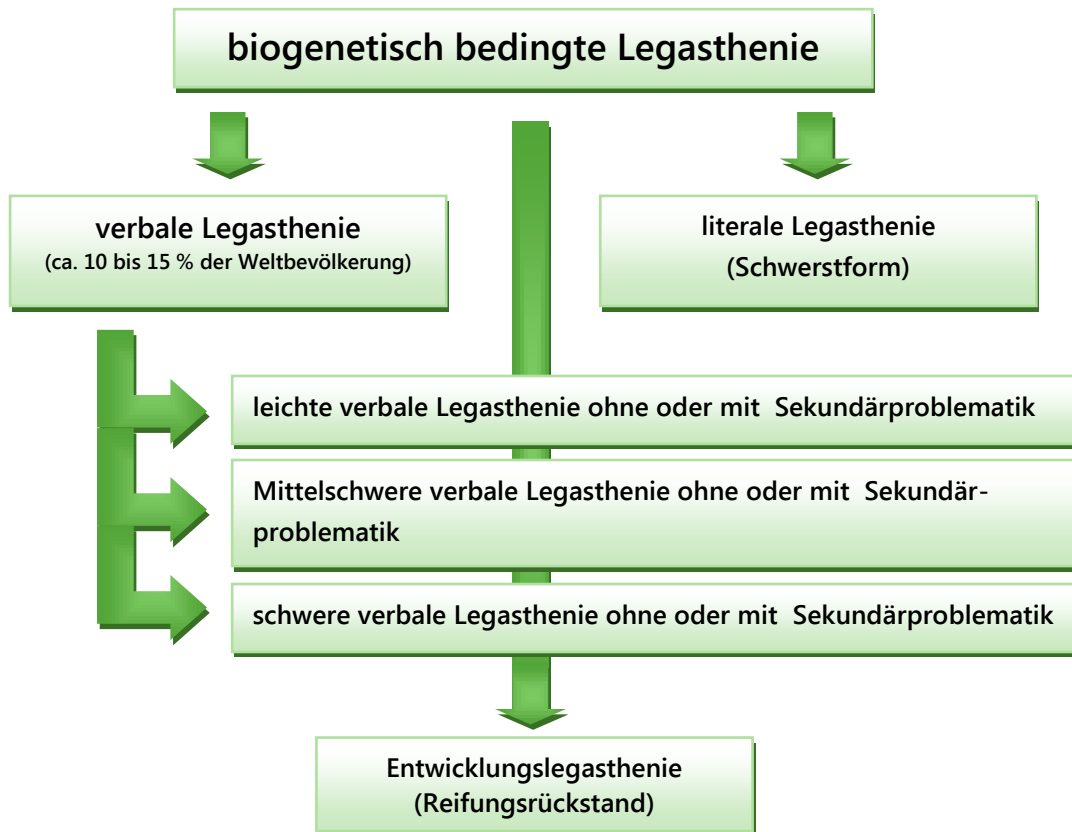 biogenetisch bedingte Legasthenie
verbale Legasthenie
(ca. 10 bis 15 % der Weltbevölkerung)
literale Legasthenie
(Schwerstform)
leichte verbale Legasthenie ohne oder mit Sekundärproblematik
Mittelschwere verbale Legasthenie ohne oder mit Sekundär-
problematik
schwere verbale Legasthenie ohne oder mit Sekundärproblematik
Entwicklungslegasthenie
(Reifungsrückstand)